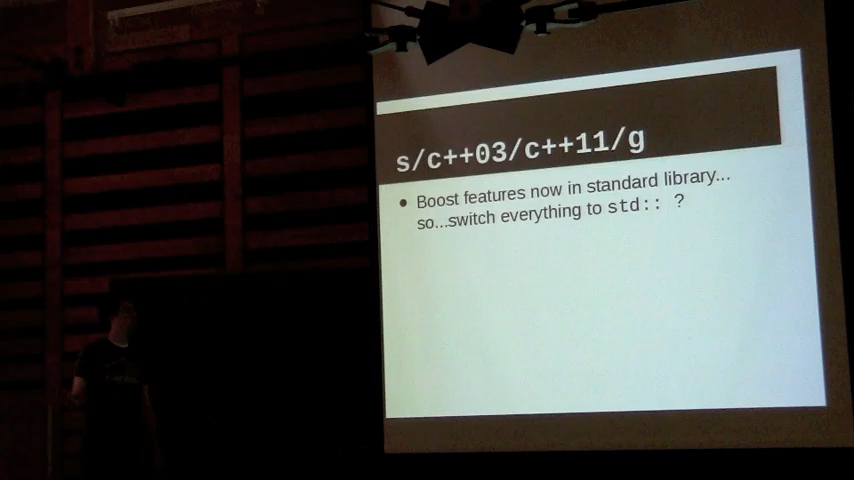 s/c++03/c++11/g
• Boost features now in standard library...
so...switch everything to std:: ?